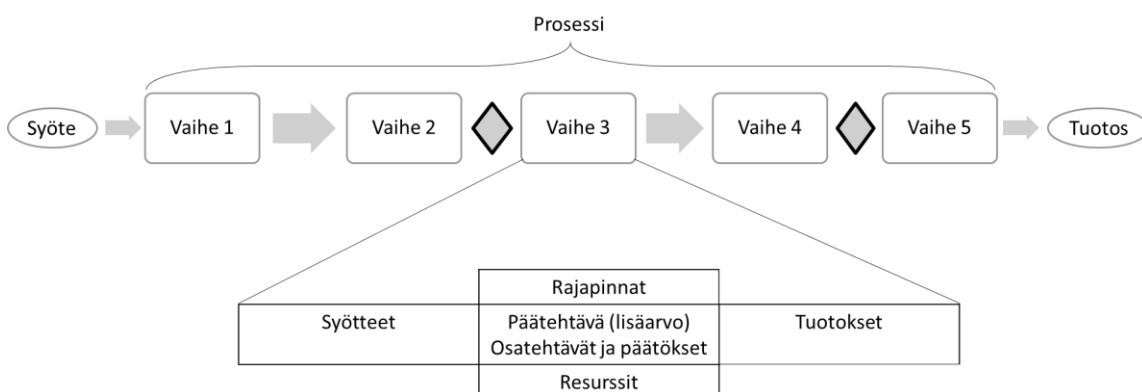 Prosessi
Syöte
Vaihe 1
Vaihe 2
Vaihe 3
Vaihe 4
Vaihe 5
Tuotos
Rajapinnat
Syötteet
Päätehtävä (lisäarvo)
Osatehtävät ja päätökset
Tuotokset
Resurssit